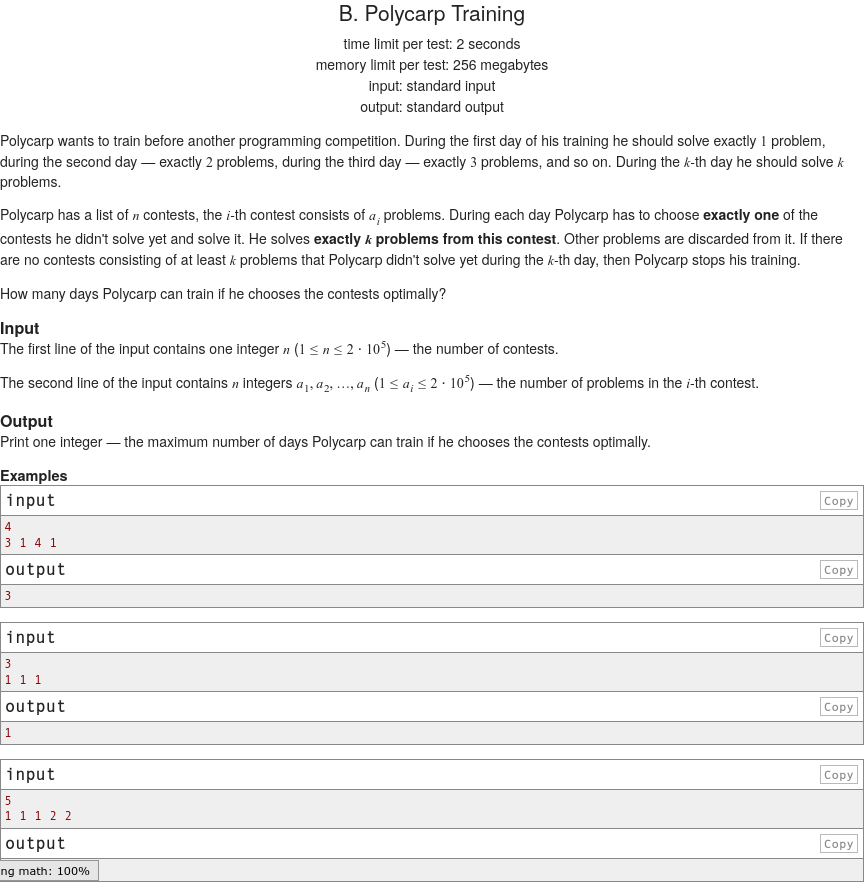 B. Polycarp Training
time limit per test: 2 seconds
memory limit per test: 256 megabytes
input: standard input
output: standard output
Polycarp wants to train before another programming competition. During the first day of his training he should solve exactly 1 problem,
during the second day — exactly 2 problems, during the third day — exactly 3 problems, and so on. During the k-th day he should solve k
problems.
Polycarp has a list of n contests, the i-th contest consists of a_i problems. During each day Polycarp has to choose exactly one of the
contests he didn't solve yet and solve it. He solves exactly k problems from this contest. Other problems are discarded from it. If there
are no contests consisting of at least k problems that Polycarp didn't solve yet during the k-th day, then Polycarp stops his training.
How many days Polycarp can train if he chooses the contests optimally?
Input
The first line of the input contains one integer n (1 ≤ n ≤ 2 · 10^5) — the number of contests.
The second line of the input contains n integers a_1, a_2, …, a_n (1 ≤ a_i ≤ 2 · 10^5) — the number of problems in the i-th contest.
Output
Print one integer — the maximum number of days Polycarp can train if he chooses the contests optimally.
Examples
input Copy
4
3 1 4 1
output Copy
3
input Copy
3
1 1 1
output Copy
1
input Copy
5
1 1 1 2 2
output Copy
ng math: 100%